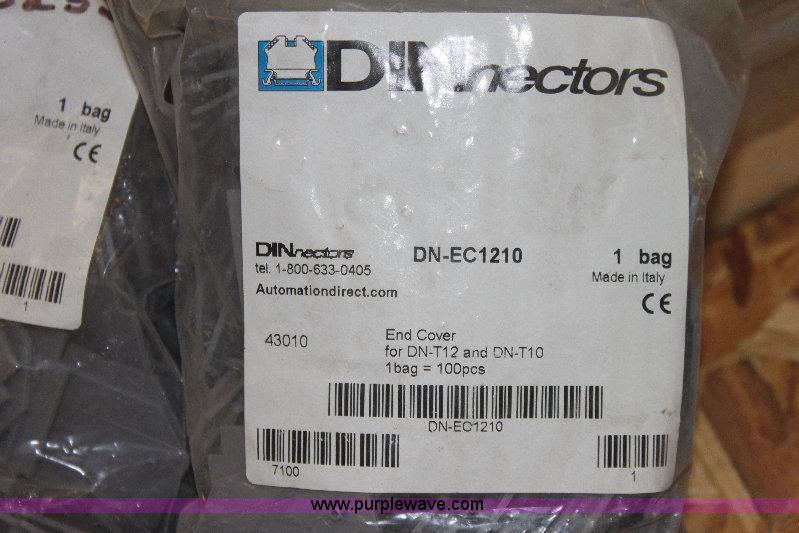 1 bag
Made in Italy
CE
1
DINnectors
DINnectors
tel. 1-800-633-0405
Automationdirect.com
DN-EC1210
1 bag
Made in Italy
CE
43010
End Cover
for DN-T12 and DN-T10
1bag = 100pcs
DN-EC1210
7100
1
www.purplewave.com